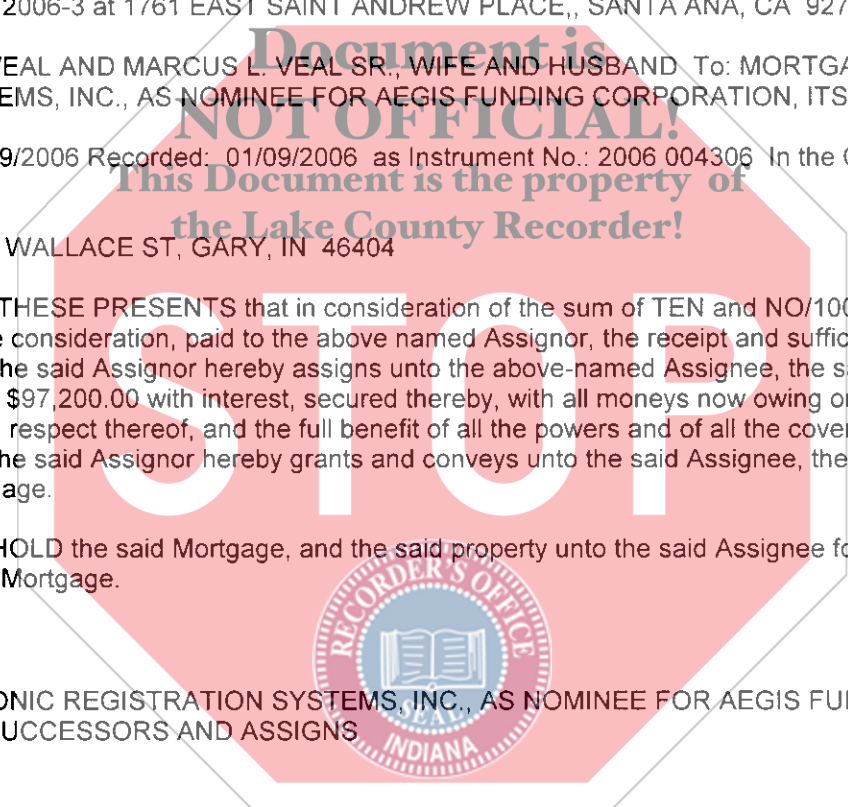 2006-3 at 1761 EAST SAINT ANDREW PLACE,, SANTA ANA, CA 927
Document is
VEAL AND MARCUS L. VEAL SR., WIFE AND HUSBAND To: MORTGA
EMS, INC., AS NOMINEE FOR AEGIS FUNDING CORPORATION, ITS
NOT OFFICIAL!
9/2006 Recorded: 01/09/2006 as Instrument No.: 2006 004306 In the C
This Document is the property of
the Lake County Recorder!
WALLACE ST, GARY, IN 46404
THESE PRESENTS that in consideration of the sum of TEN and NO/100
e consideration, paid to the above named Assignor, the receipt and suffic
he said Assignor hereby assigns unto the above-named Assignee, the s
$97,200.00 with interest, secured thereby, with all moneys now owing o
respect thereof, and the full benefit of all the powers and of all the cove
he said Assignor hereby grants and conveys unto the said Assignee, the
age.
STOP
HOLD the said Mortgage, and the said property unto the said Assignee fo
Mortgage.
RECORDER'S OFFICE
ONIC REGISTRATION SYSTEMS, INC., AS NOMINEE FOR AEGIS FU
SEAL
UCCESSORS AND ASSIGNS
INDIANA